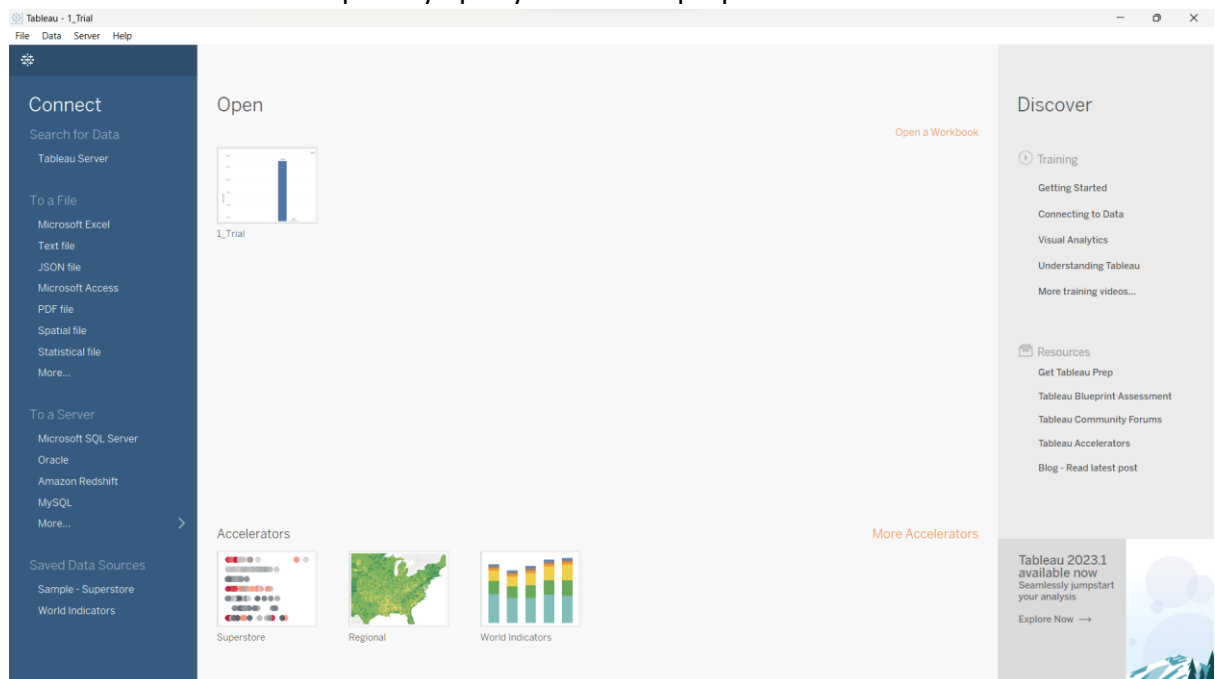 Tableau - 1_Trial
File Data Server Help
Connect
Search for Data
Tableau Server
To a File
Microsoft Excel
Text file
JSON file
Microsoft Access
PDF file
Spatial file
Statistical file
More...
To a Server
Microsoft SQL Server
Oracle
Amazon Redshift
MySQL
More...
Saved Data Sources
Sample - Superstore
World Indicators
Open
Open a Workbook
1_Trial
Accelerators
More Accelerators
Superstore
Regional
World Indicators
Discover
Training
Getting Started
Connecting to Data
Visual Analytics
Understanding Tableau
More training videos...
Resources
Get Tableau Prep
Tableau Blueprint Assessment
Tableau Community Forums
Tableau Accelerators
Blog - Read latest post
Tableau 2023.1
available now
Seamlessly jumpstart
your analysis
Explore Now →